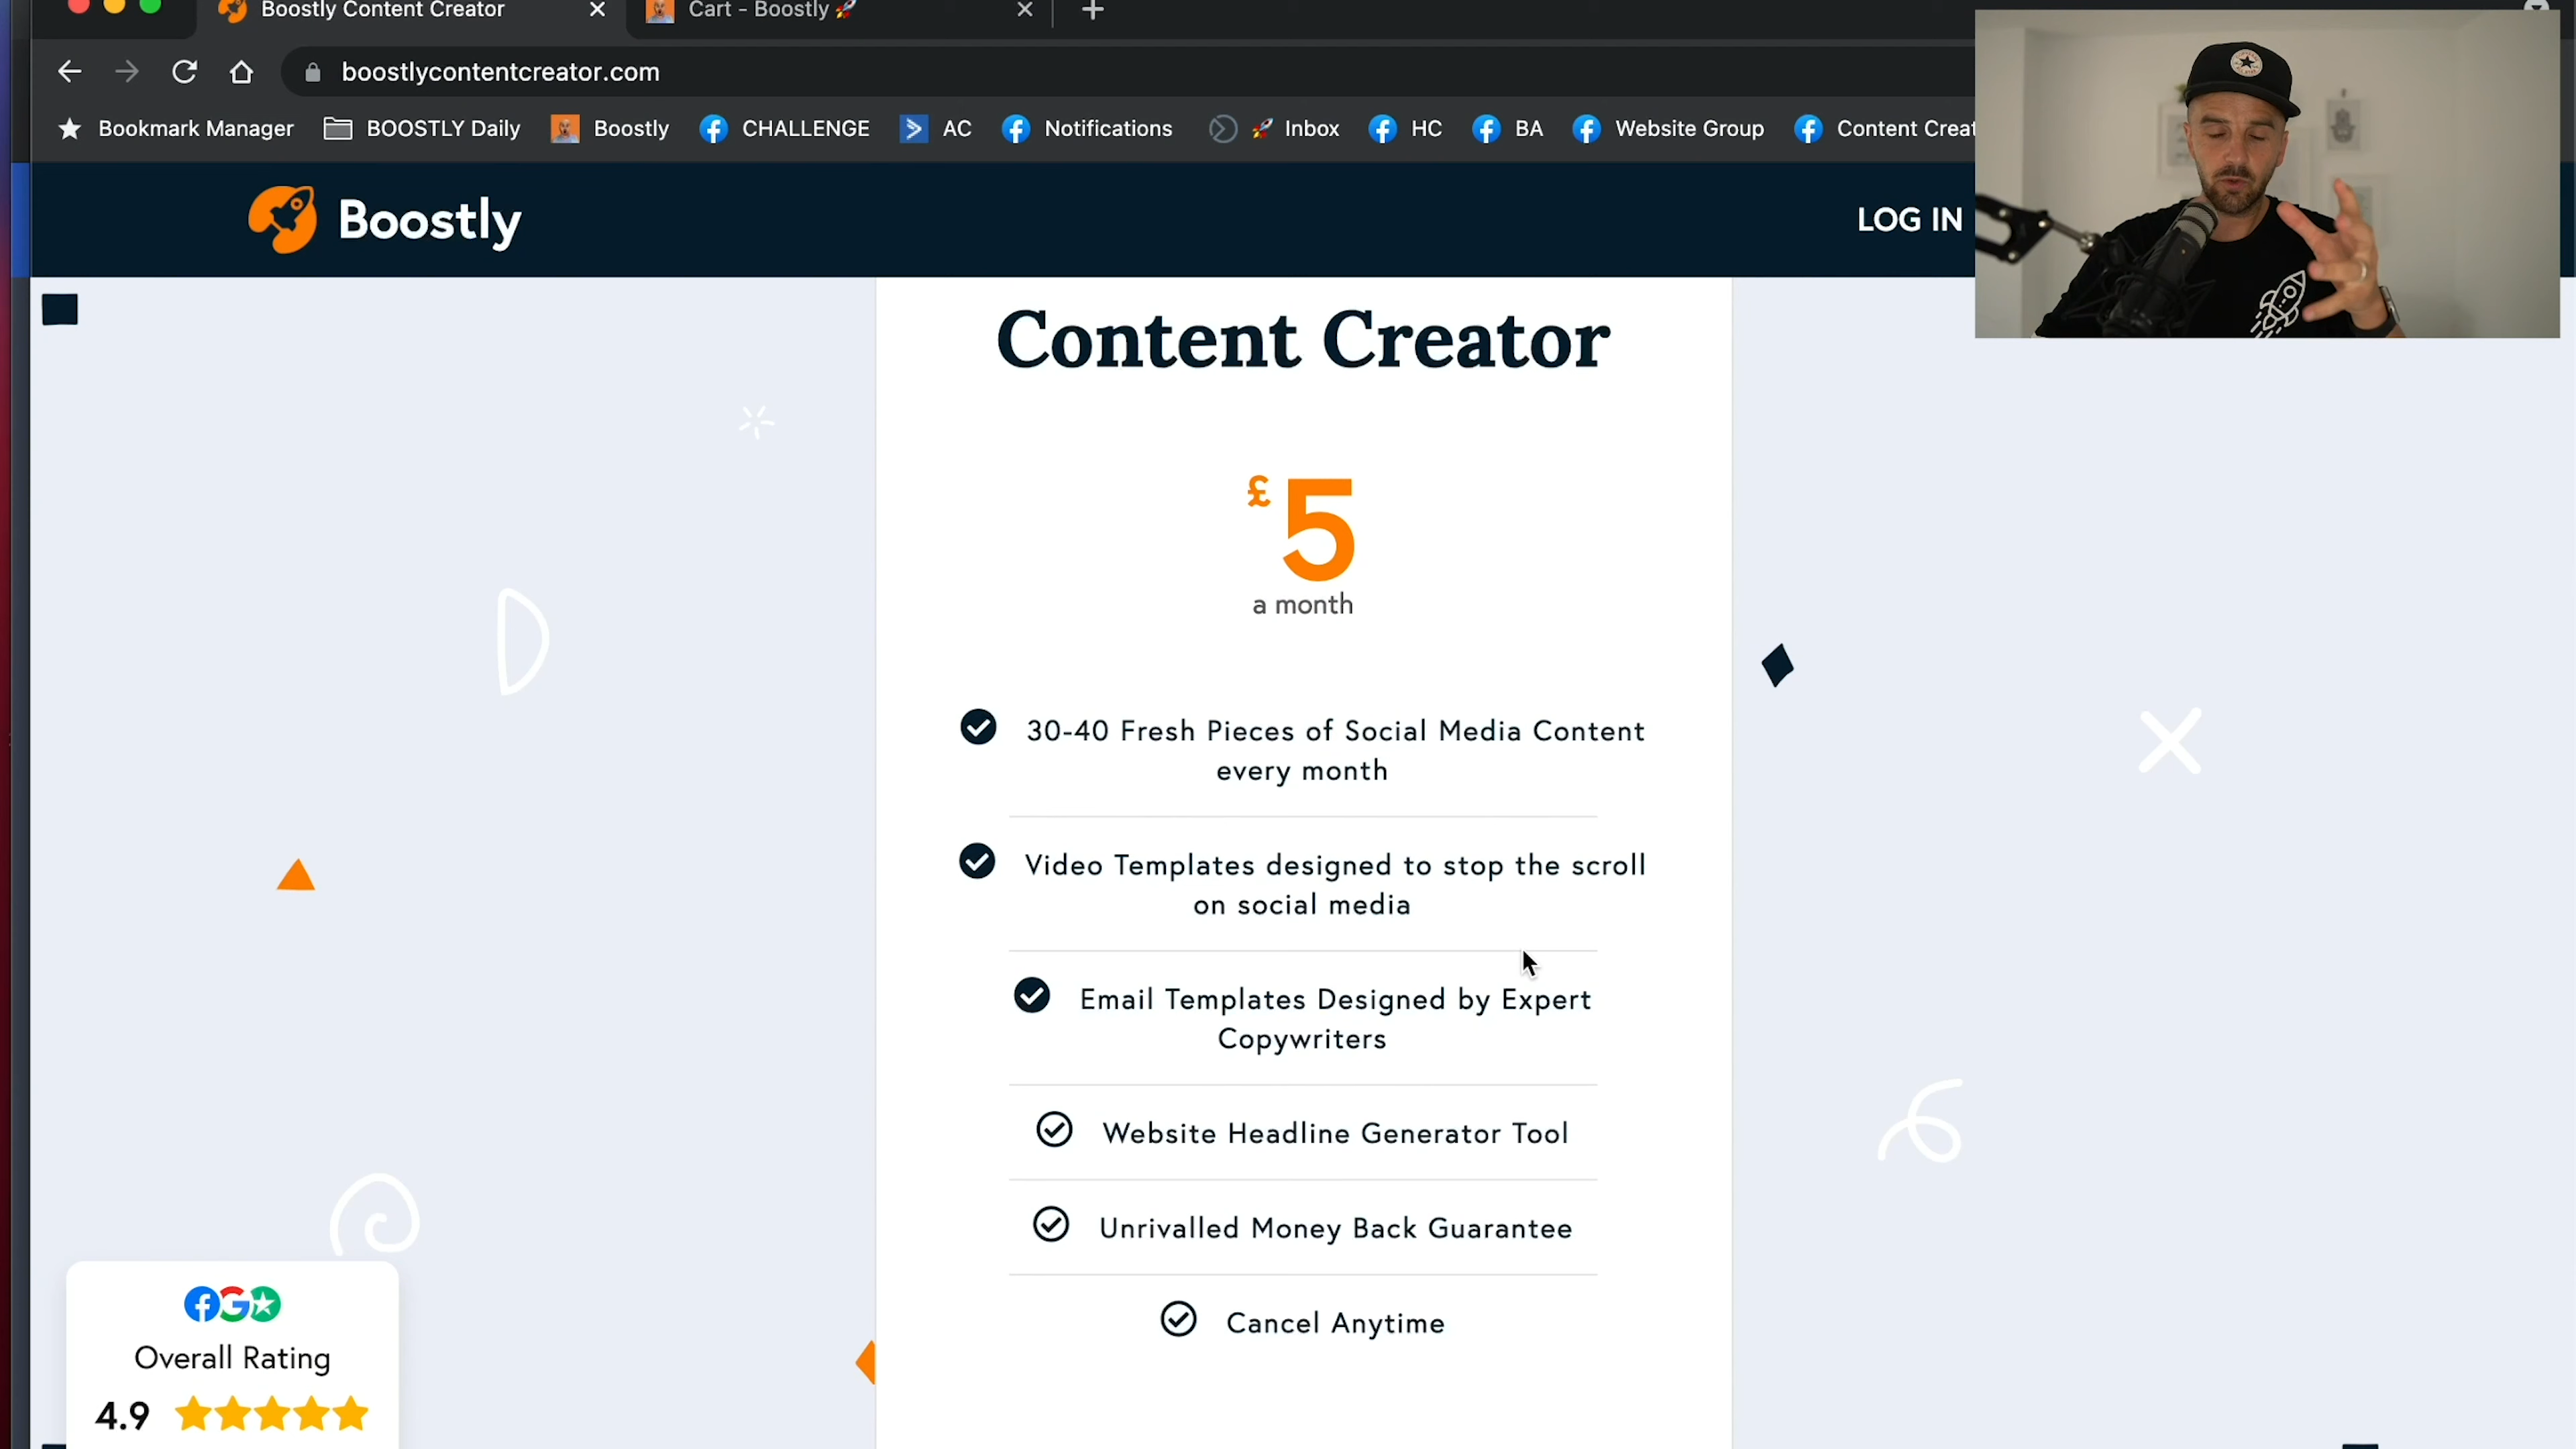 Boostly Content Creator
Cart - Boostly 🚀
boostlycontentcreator.com
Bookmark Manager BOOSTLY Daily Boostly CHALLENGE AC Notifications 🚀 Inbox HC BA Website Group Content Creat
Boostly
LOG IN
Content Creator
£5
a month
30-40 Fresh Pieces of Social Media Content
every month
Video Templates designed to stop the scroll
on social media
Email Templates Designed by Expert
Copywriters
Website Headline Generator Tool
Unrivalled Money Back Guarantee
Cancel Anytime
Overall Rating
4.9